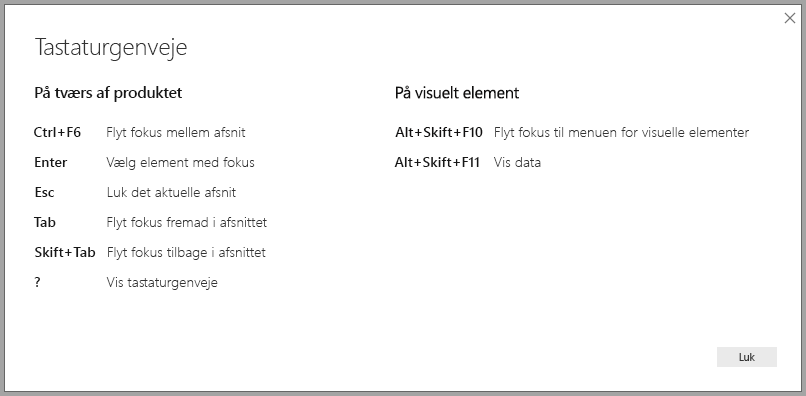 Tastaturgenveje
På tværs af produktet
Ctrl+F6 Flyt fokus mellem afsnit
Enter Vælg element med fokus
Esc Luk det aktuelle afsnit
Tab Flyt fokus fremad i afsnittet
Skift+Tab Flyt fokus tilbage i afsnittet
? Vis tastaturgenveje
På visuelt element
Alt+Skift+F10 Flyt fokus til menuen for visuelle elementer
Alt+Skift+F11 Vis data
Luk